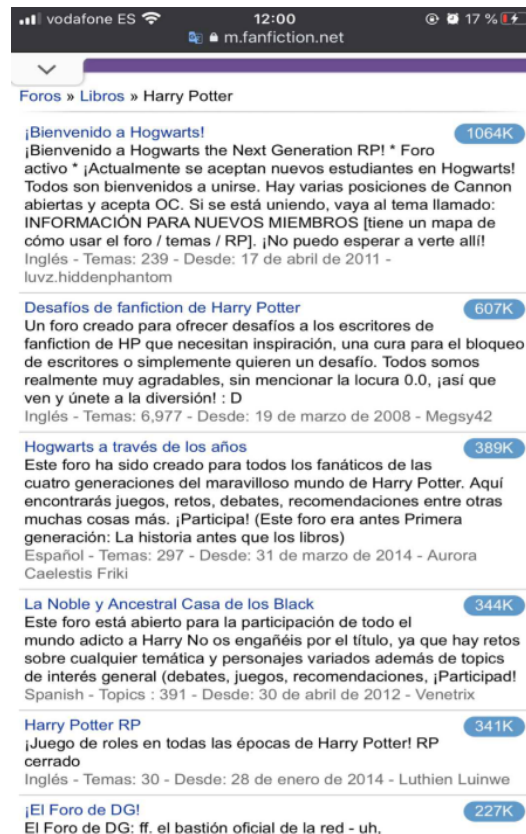 vodafone ES 12:00 17 %
m.fanfiction.net
Foros » Libros » Harry Potter
¡Bienvenido a Hogwarts! 1064K
¡Bienvenido a Hogwarts the Next Generation RP! * Foro
activo * ¡Actualmente se aceptan nuevos estudiantes en Hogwarts!
Todos son bienvenidos a unirse. Hay varias posiciones de Cannon
abiertas y acepta OC. Si se está uniendo, vaya al tema llamado:
INFORMACIÓN PARA NUEVOS MIEMBROS [tiene un mapa de
cómo usar el foro / temas / RP]. ¡No puedo esperar a verte allí!
Inglés - Temas: 239 - Desde: 17 de abril de 2011 -
luvz.hiddenphantom
Desafíos de fanfiction de Harry Potter 607K
Un foro creado para ofrecer desafíos a los escritores de
fanfiction de HP que necesitan inspiración, una cura para el bloqueo
de escritores o simplemente quieren un desafío. Todos somos
realmente muy agradables, sin mencionar la locura 0.0, ¡así que
ven y únete a la diversión! : D
Inglés - Temas: 6,977 - Desde: 19 de marzo de 2008 - Megsy42
Hogwarts a través de los años 389K
Este foro ha sido creado para todos los fanáticos de las
cuatro generaciones del maravilloso mundo de Harry Potter. Aquí
encontrarás juegos, retos, debates, recomendaciones entre otras
muchas cosas más. ¡Participa! (Este foro era antes Primera
generación: La historia antes que los libros)
Español - Temas: 297 - Desde: 31 de marzo de 2014 - Aurora
Caelestis Friki
La Noble y Ancestral Casa de los Black 344K
Este foro está abierto para la participación de todo el
mundo adicto a Harry No os engañéis por el título, ya que hay retos
sobre cualquier temática y personajes variados además de topics
de interés general (debates, juegos, recomendaciones, ¡Participad!
Spanish - Topics : 391 - Desde: 30 de abril de 2012 - Venetrix
Harry Potter RP 341K
¡Juego de roles en todas las épocas de Harry Potter! RP
cerrado
Inglés - Temas: 30 - Desde: 28 de enero de 2014 - Luthien Luinwe
¡El Foro de DG! 227K
El Foro de DG: ff. el bastión oficial de la red - uh,